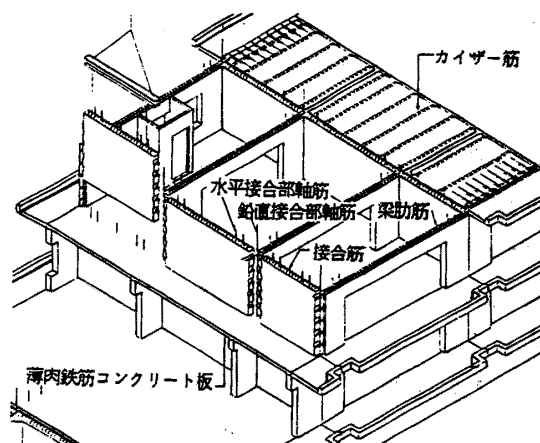 カイザー筋
水平接合部軸筋
鉛直接合部軸筋 梁肋筋
接合筋
薄肉鉄筋コンクリート板